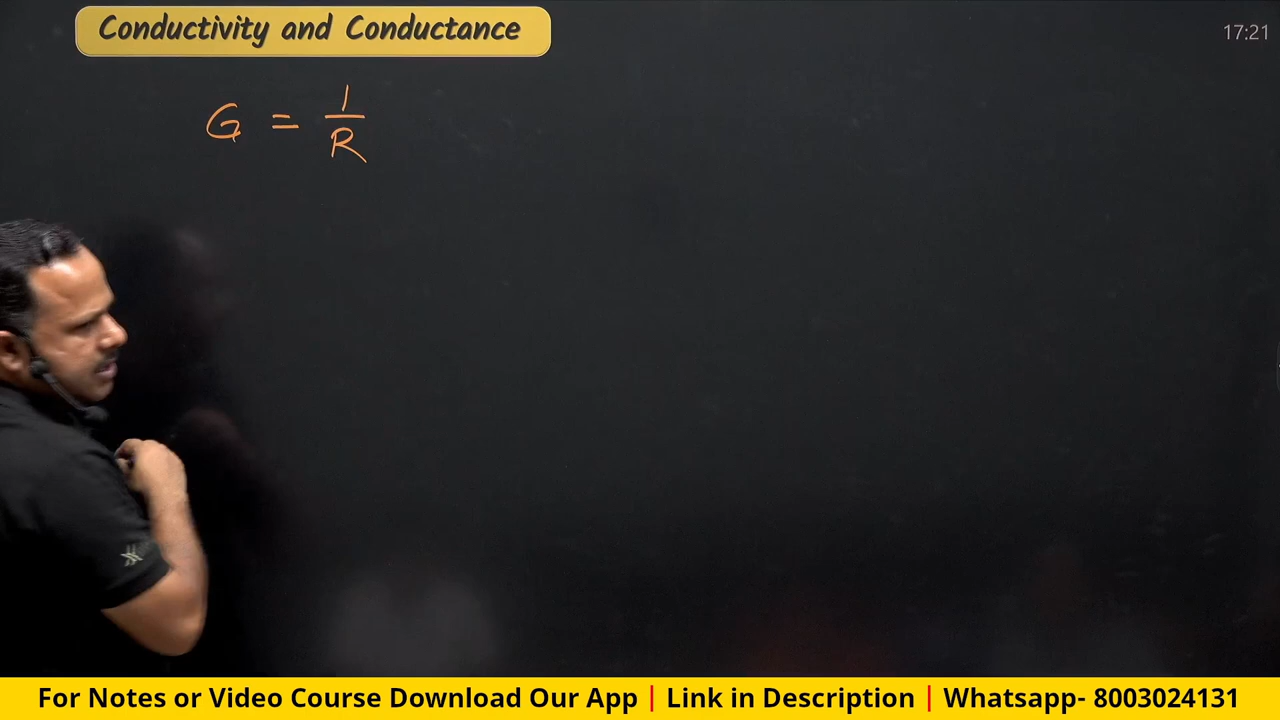 Conductivity and Conductance
17:21
G = 1/R
For Notes or Video Course Download Our App | Link in Description | Whatsapp- 8003024131